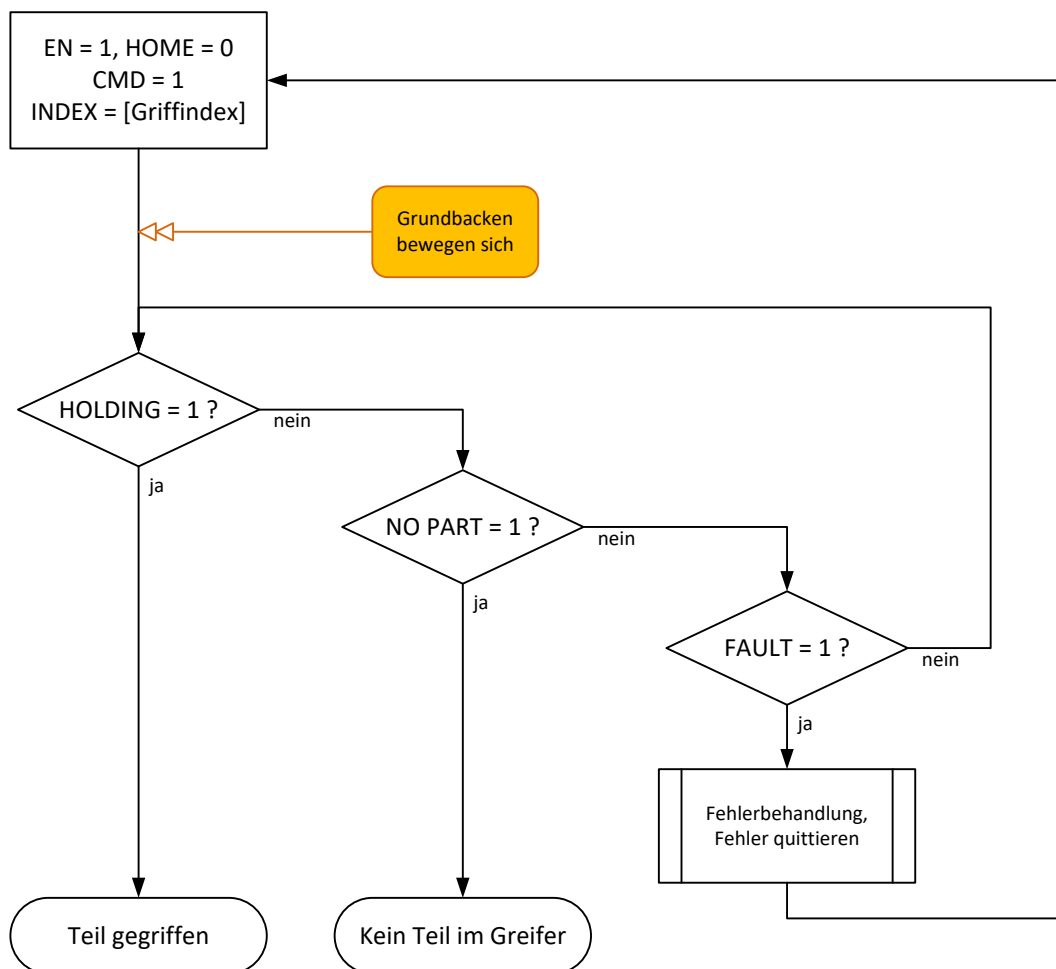 EN = 1, HOME = 0
CMD = 1
INDEX = [Griffindex]
Grundbacken
bewegen sich
HOLDING = 1 ?
nein
ja
NO PART = 1 ?
nein
ja
FAULT = 1 ?
nein
ja
Fehlerbehandlung,
Fehler quittieren
Teil gegriffen
Kein Teil im Greifer